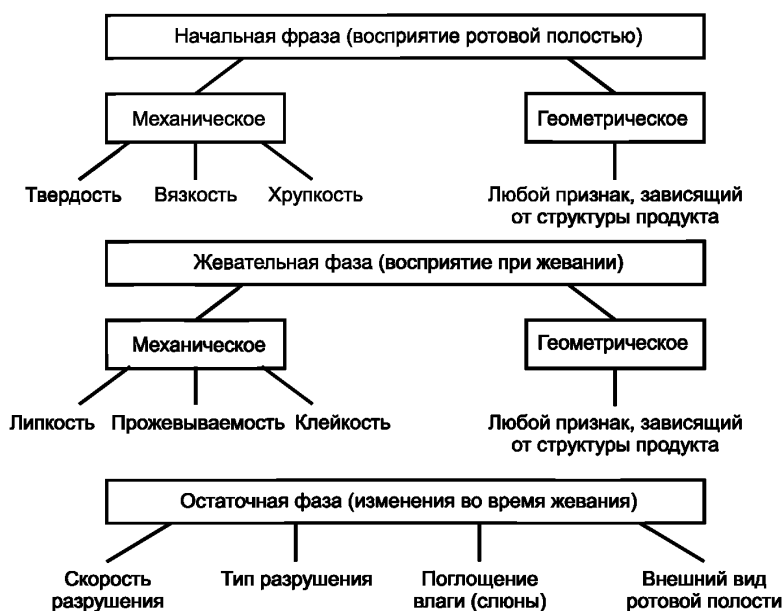 Начальная фраза (восприятие ротовой полостью)
Механическое
Геометрическое
Твердость Вязкость Хрупкость
Любой признак, зависящий
от структуры продукта
Жевательная фаза (восприятие при жевании)
Механическое
Геометрическое
Липкость Прожевываемость Клейкость
Любой признак, зависящий
от структуры продукта
Остаточная фаза (изменения во время жевания)
Скорость
разрушения
Тип разрушения
Поглощение
влаги (слюны)
Внешний вид
ротовой полости